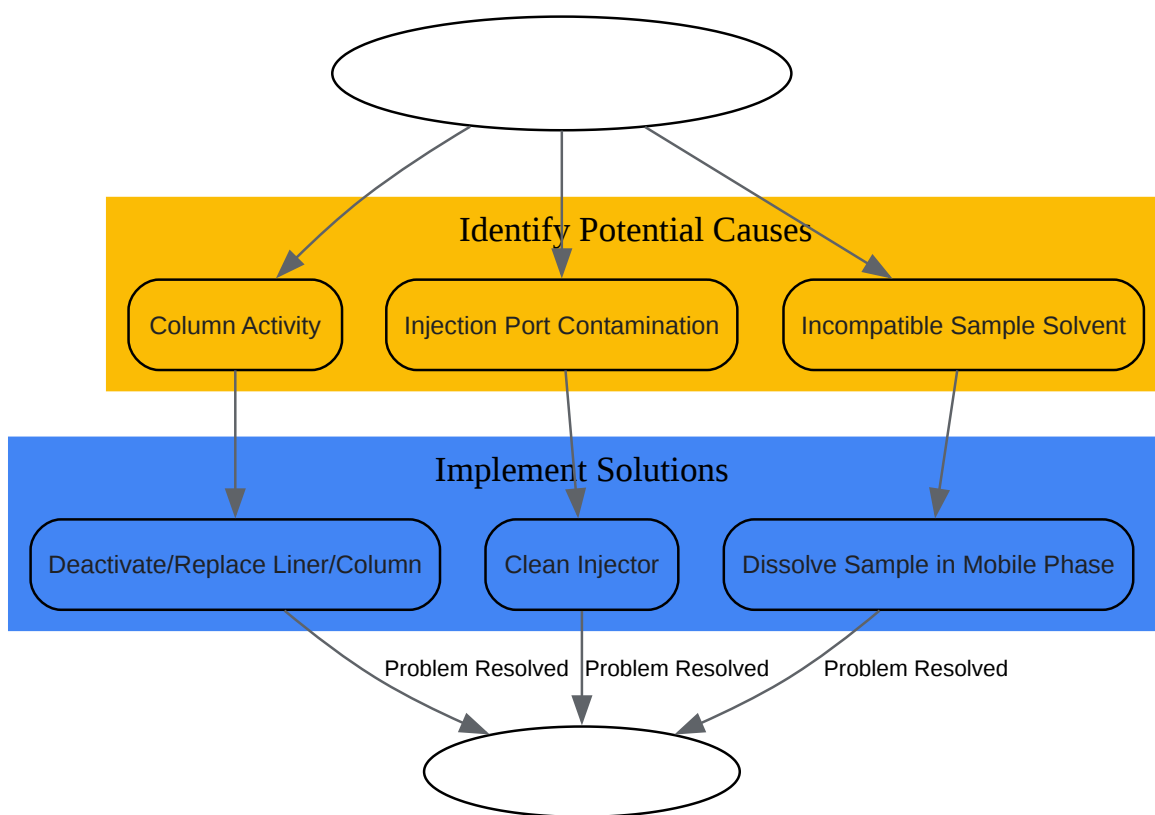 Identify Potential Causes
Column Activity
Injection Port Contamination
Incompatible Sample Solvent
Implement Solutions
Deactivate/Replace Liner/Column
Clean Injector
Dissolve Sample in Mobile Phase
Problem Resolved
Problem Resolved
Problem Resolved